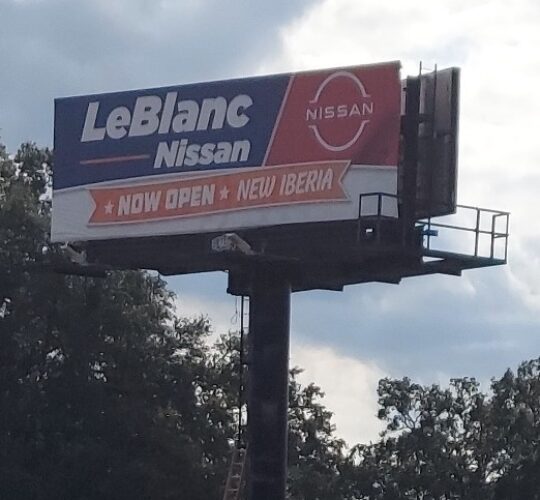 LeBlanc
Nissan
NISSAN
★ NOW OPEN ★ NEW IBERIA